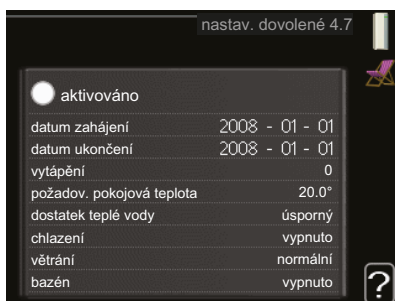 nastav. dovolené 4.7
aktivováno
datum zahájení 2008 - 01 - 01
datum ukončení 2008 - 01 - 01
vytápění 0
požadov. pokojová teplota 20.0°
dostatek teplé vody úsporný
chlazení vypnuto
větrání normální
bazén vypnuto
?